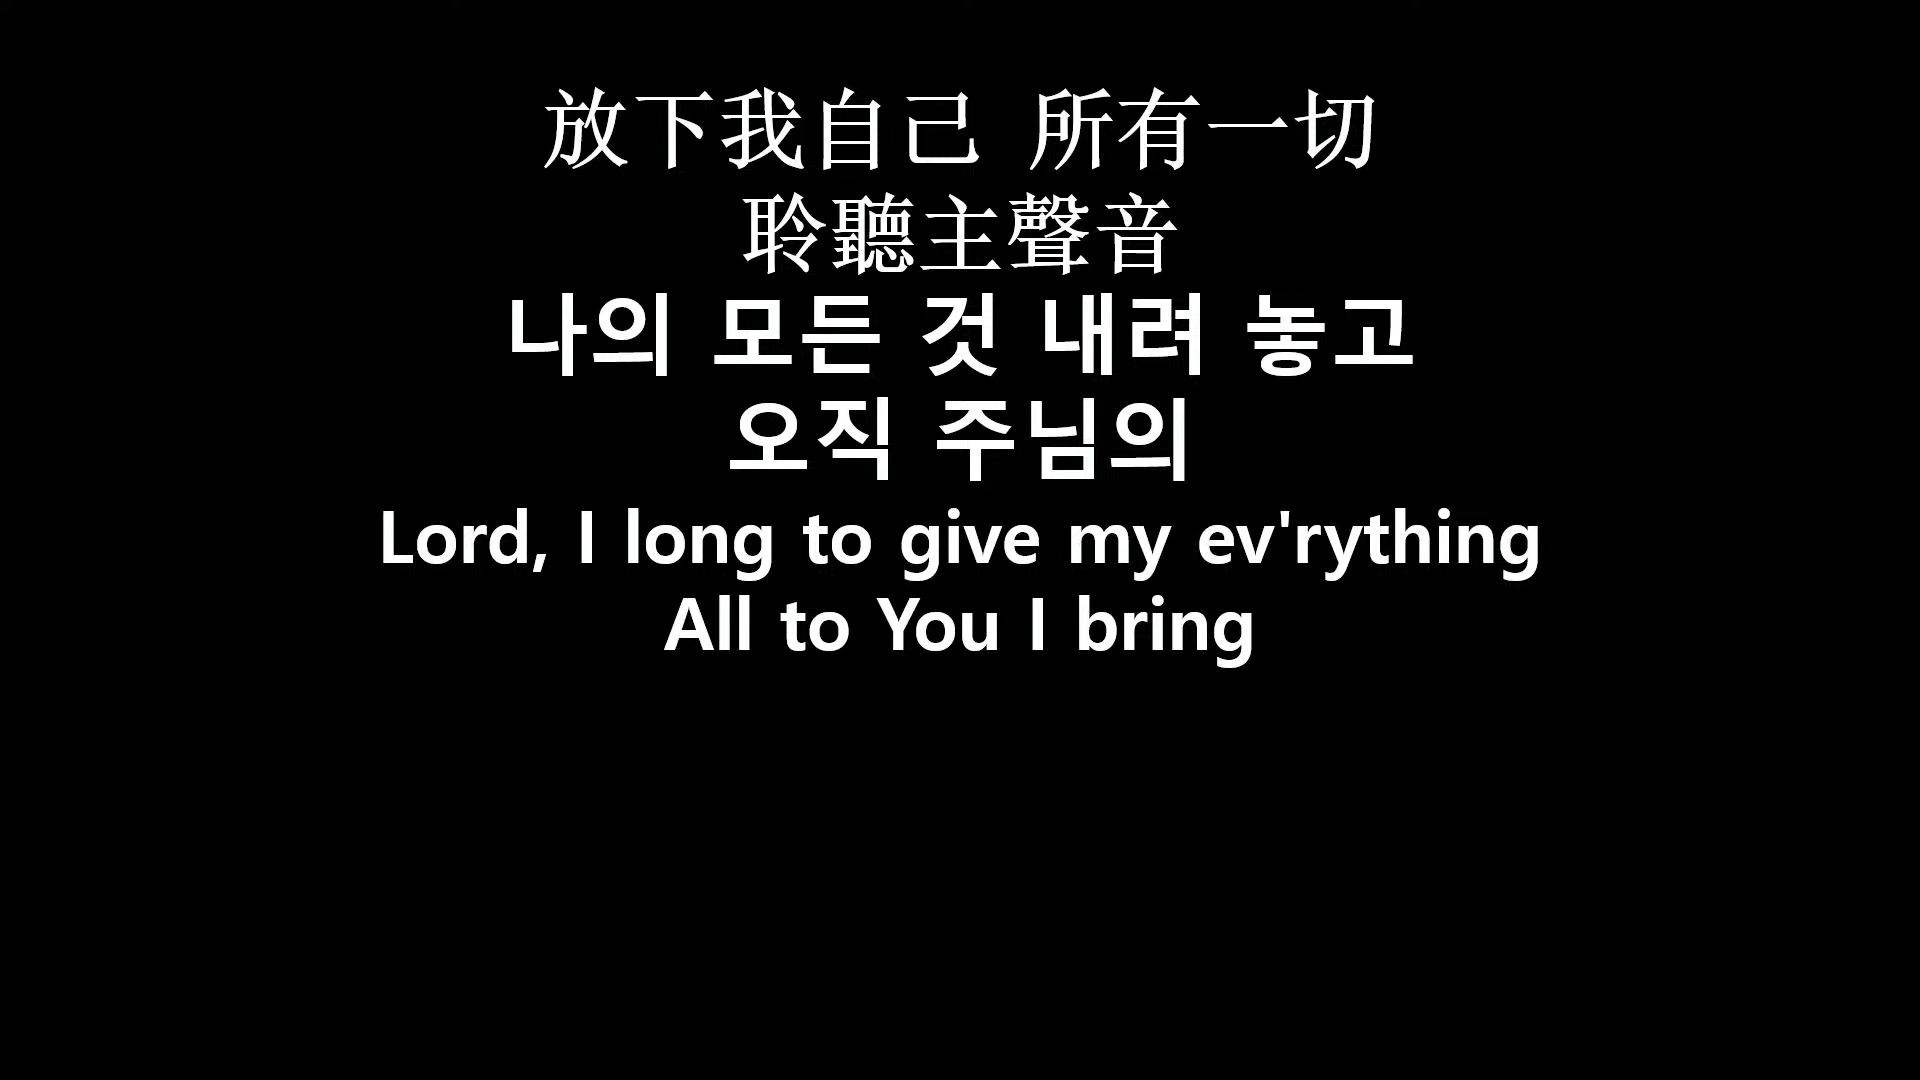 放下我自己 所有一切
聆聽主聲音
나의 모든 것 내려 놓고
오직 주님의
Lord, I long to give my ev'rything
All to You I bring